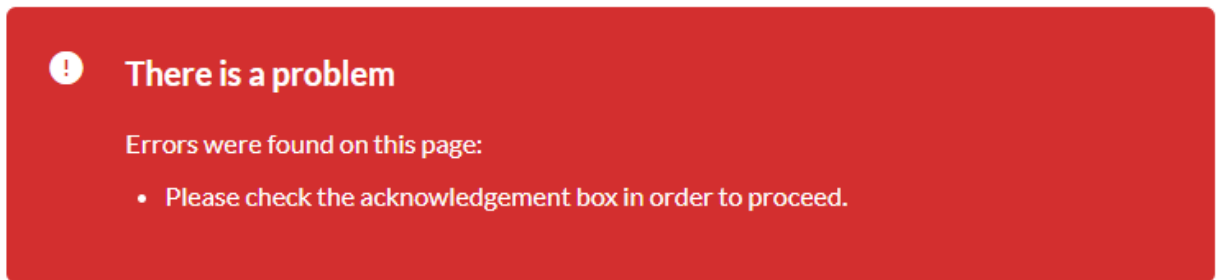 There is a problem
Errors were found on this page:
• Please check the acknowledgement box in order to proceed.